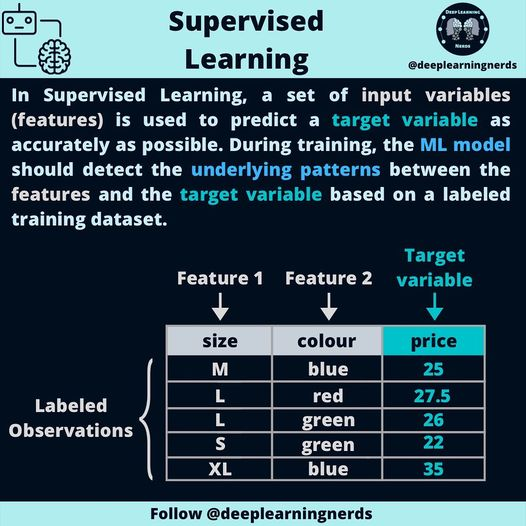 Supervised
Learning
DEEP LEARNING
NERDS
@deeplearningnerds
In Supervised Learning, a set of input variables
(features) is used to predict a target variable as
accurately as possible. During training, the ML model
should detect the underlying patterns between the
features and the target variable based on a labeled
training dataset.
Target
Feature 1 Feature 2 variable
size colour price
M blue 25
L red 27.5
L green 26
S green 22
XL blue 35
Labeled
Observations
Follow @deeplearningnerds